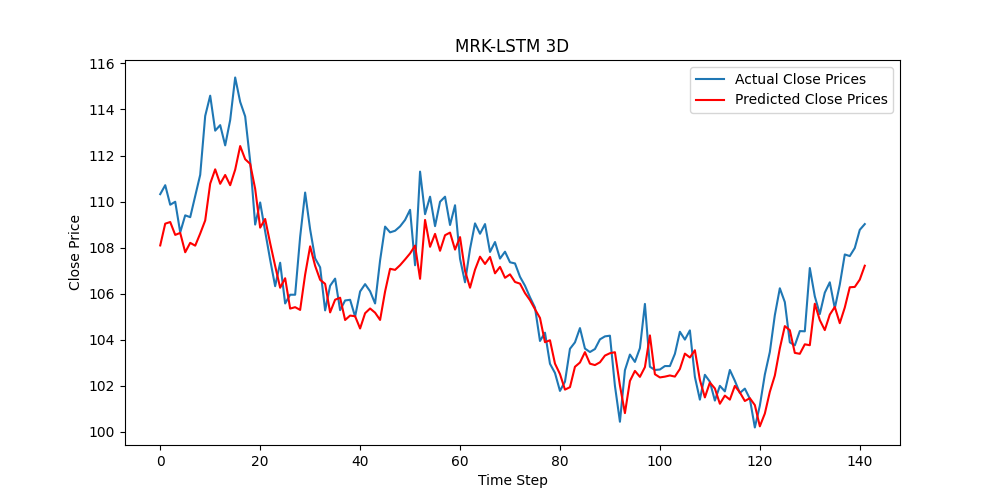 MRK-LSTM 3D
Actual Close Prices
Predicted Close Prices
Close Price
116
114
112
110
108
106
104
102
100
0 20 40 60 80 100 120 140
Time Step